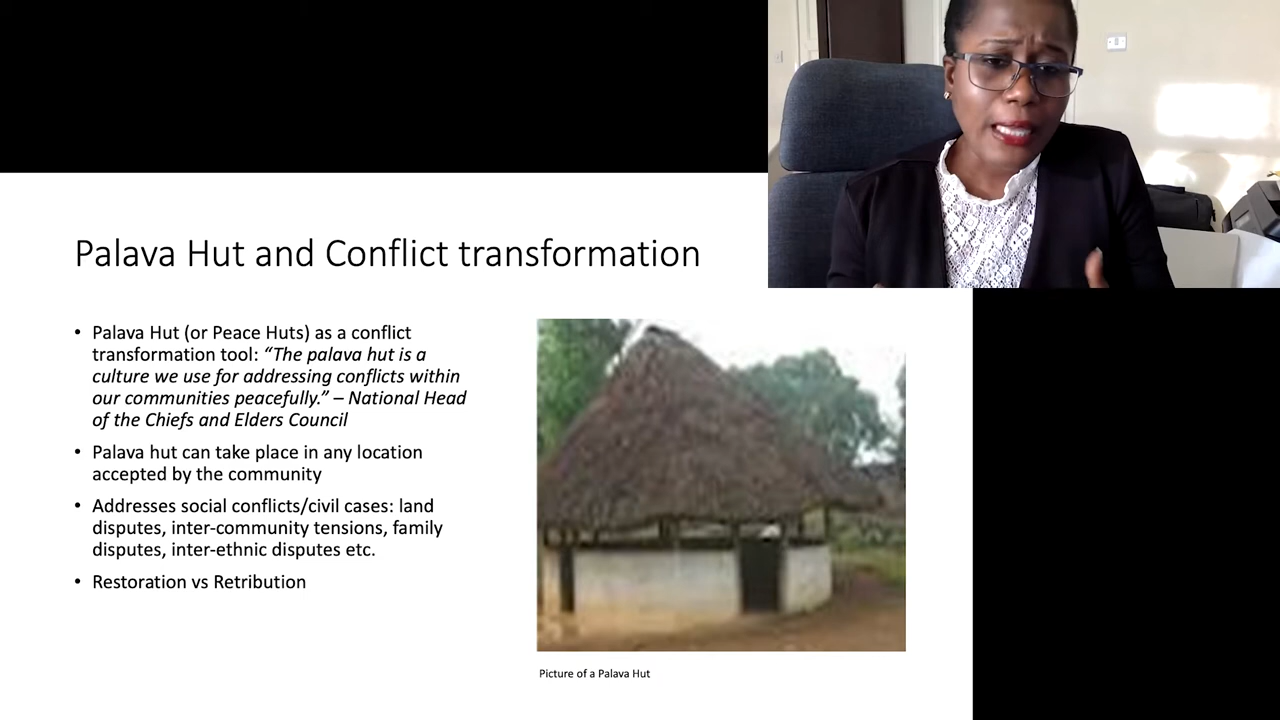 Palava Hut and Conflict transformation
• Palava Hut (or Peace Huts) as a conflict
transformation tool: “The palava hut is a
culture we use for addressing conflicts within
our communities peacefully.” – National Head
of the Chiefs and Elders Council
• Palava hut can take place in any location
accepted by the community
• Addresses social conflicts/civil cases: land
disputes, inter-community tensions, family
disputes, inter-ethnic disputes etc.
• Restoration vs Retribution
Picture of a Palava Hut